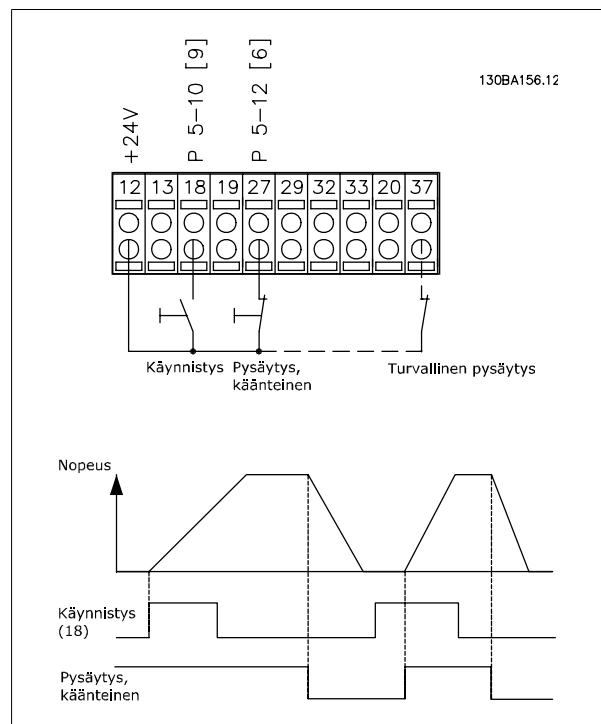 130BA156.12
+24V
P 5-10 [9]
P 5-12 [6]
12 13 18 19 27 29 32 33 20 37
Käynnistys Pysäytys, käänteinen
Turvallinen pysäytys
Nopeus
Käynnistys
(18)
Pysäytys,
käänteinen